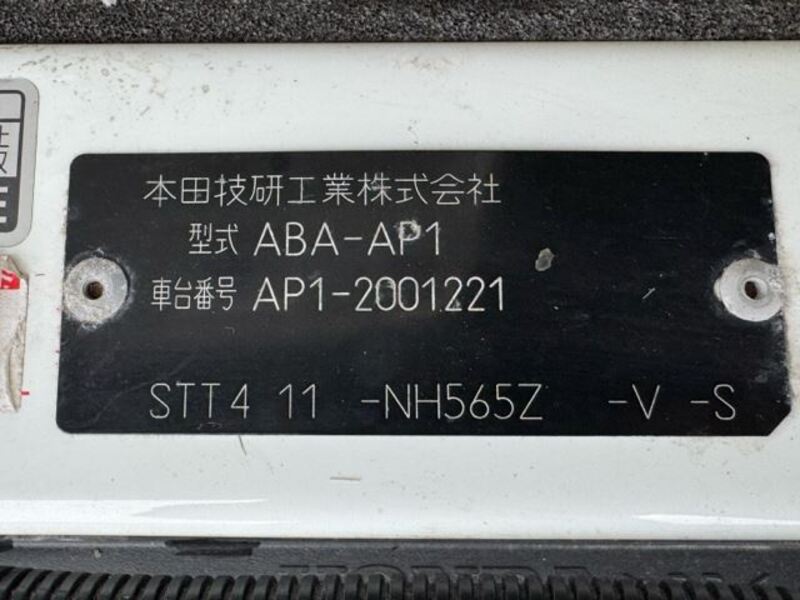 本田技研工業株式会社
型式 ABA-AP1
車台番号 AP1-2001221
STT4 11 -NH565Z -V -S